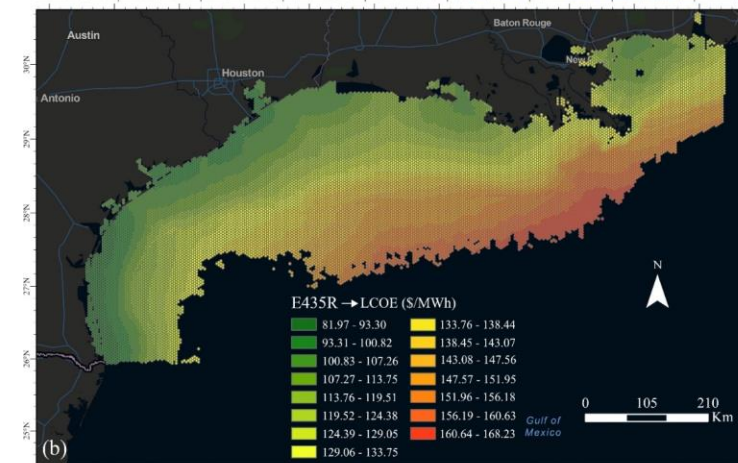 Austin
Baton Rouge
New
Houston
Antonio
30°N
29°N
28°N
27°N
26°N
25°N
N
E435R → LCOE ($/MWh)
81.97 - 93.30
93.31 - 100.82
100.83 - 107.26
107.27 - 113.75
113.76 - 119.51
119.52 - 124.38
124.39 - 129.05
129.06 - 133.75
133.76 - 138.44
138.45 - 143.07
143.08 - 147.56
147.57 - 151.95
151.96 - 156.18
156.19 - 160.63
160.64 - 168.23
0 105 210
Km
Gulf of
Mexico
(b)